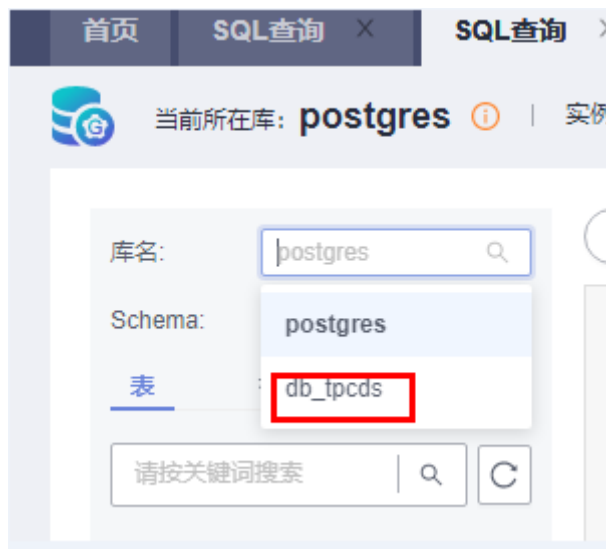 首页 SQL查询 SQL查询
当前所在库: postgres 实例
库名: postgres
Schema: postgres
表 db_tpcds
请按关键词搜索